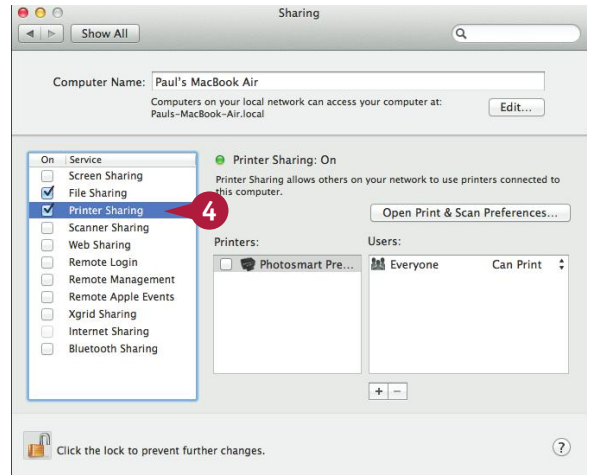 Sharing
Show All
Computer Name: Paul's MacBook Air
Computers on your local network can access your computer at:
Pauls-MacBook-Air.local
Edit...
On Service
Screen Sharing
File Sharing
Printer Sharing
Scanner Sharing
Web Sharing
Remote Login
Remote Management
Remote Apple Events
Xgrid Sharing
Internet Sharing
Bluetooth Sharing
4
Printer Sharing: On
Printer Sharing allows others on your network to use printers connected to
this computer.
Open Print & Scan Preferences...
Printers:
Photosmart Pre...
Users:
Everyone Can Print
+ −
Click the lock to prevent further changes.
?